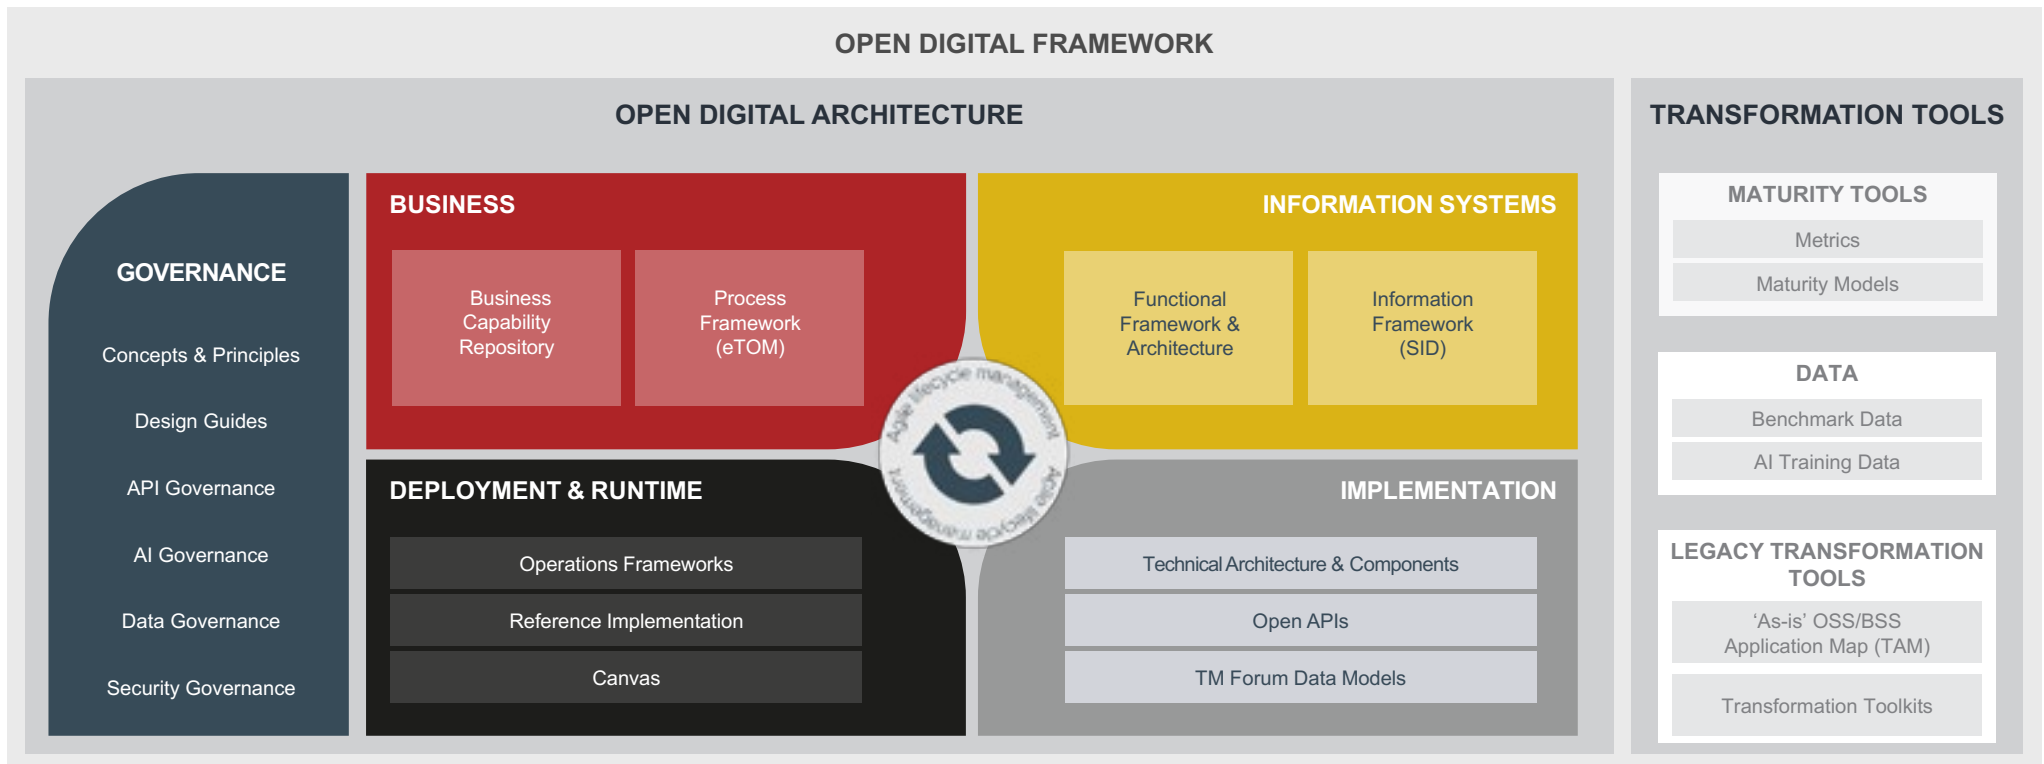 OPEN DIGITAL FRAMEWORK
OPEN DIGITAL ARCHITECTURE
GOVERNANCE
Concepts & Principles
Design Guides
API Governance
AI Governance
Data Governance
Security Governance
BUSINESS
Business
Capability
Repository
Process
Framework
(eTOM)
INFORMATION SYSTEMS
Functional
Framework &
Architecture
Information
Framework
(SID)
Agile lifecycle management
Agile lifecycle management
DEPLOYMENT & RUNTIME
Operations Frameworks
Reference Implementation
Canvas
IMPLEMENTATION
Technical Architecture & Components
Open APIs
TM Forum Data Models
TRANSFORMATION TOOLS
MATURITY TOOLS
Metrics
Maturity Models
DATA
Benchmark Data
AI Training Data
LEGACY TRANSFORMATION
TOOLS
‘As-is’ OSS/BSS
Application Map (TAM)
Transformation Toolkits